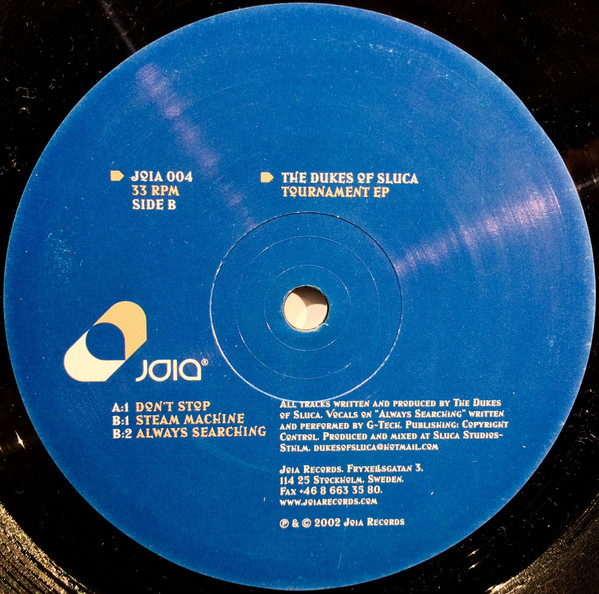 JOIA 004
33 RPM
SIDE B
THE DUKES OF SLUCA
TOURNAMENT EP
JOIA®
A:1 DON'T STOP
B:1 STEAM MACHINE
B:2 ALWAYS SEARCHING
ALL TRACKS WRITTEN AND PRODUCED BY THE DUKES
OF SLUCA. VOCALS ON "ALWAYS SEARCHING" WRITTEN
AND PERFORMED BY G-TECH. PUBLISHING: COPYRIGHT
CONTROL. PRODUCED AND MIXED AT SLUCA STUDIOS-
STHLM. DUKESOFSLUCA@HOTMAIL.COM
JOIA RECORDS. FRYXELLSGATAN 3.
114 25 STOCKHOLM. SWEDEN.
FAX +46 8 663 35 80.
WWW.JOIARECORDS.COM
℗ & © 2002 JOIA RECORDS